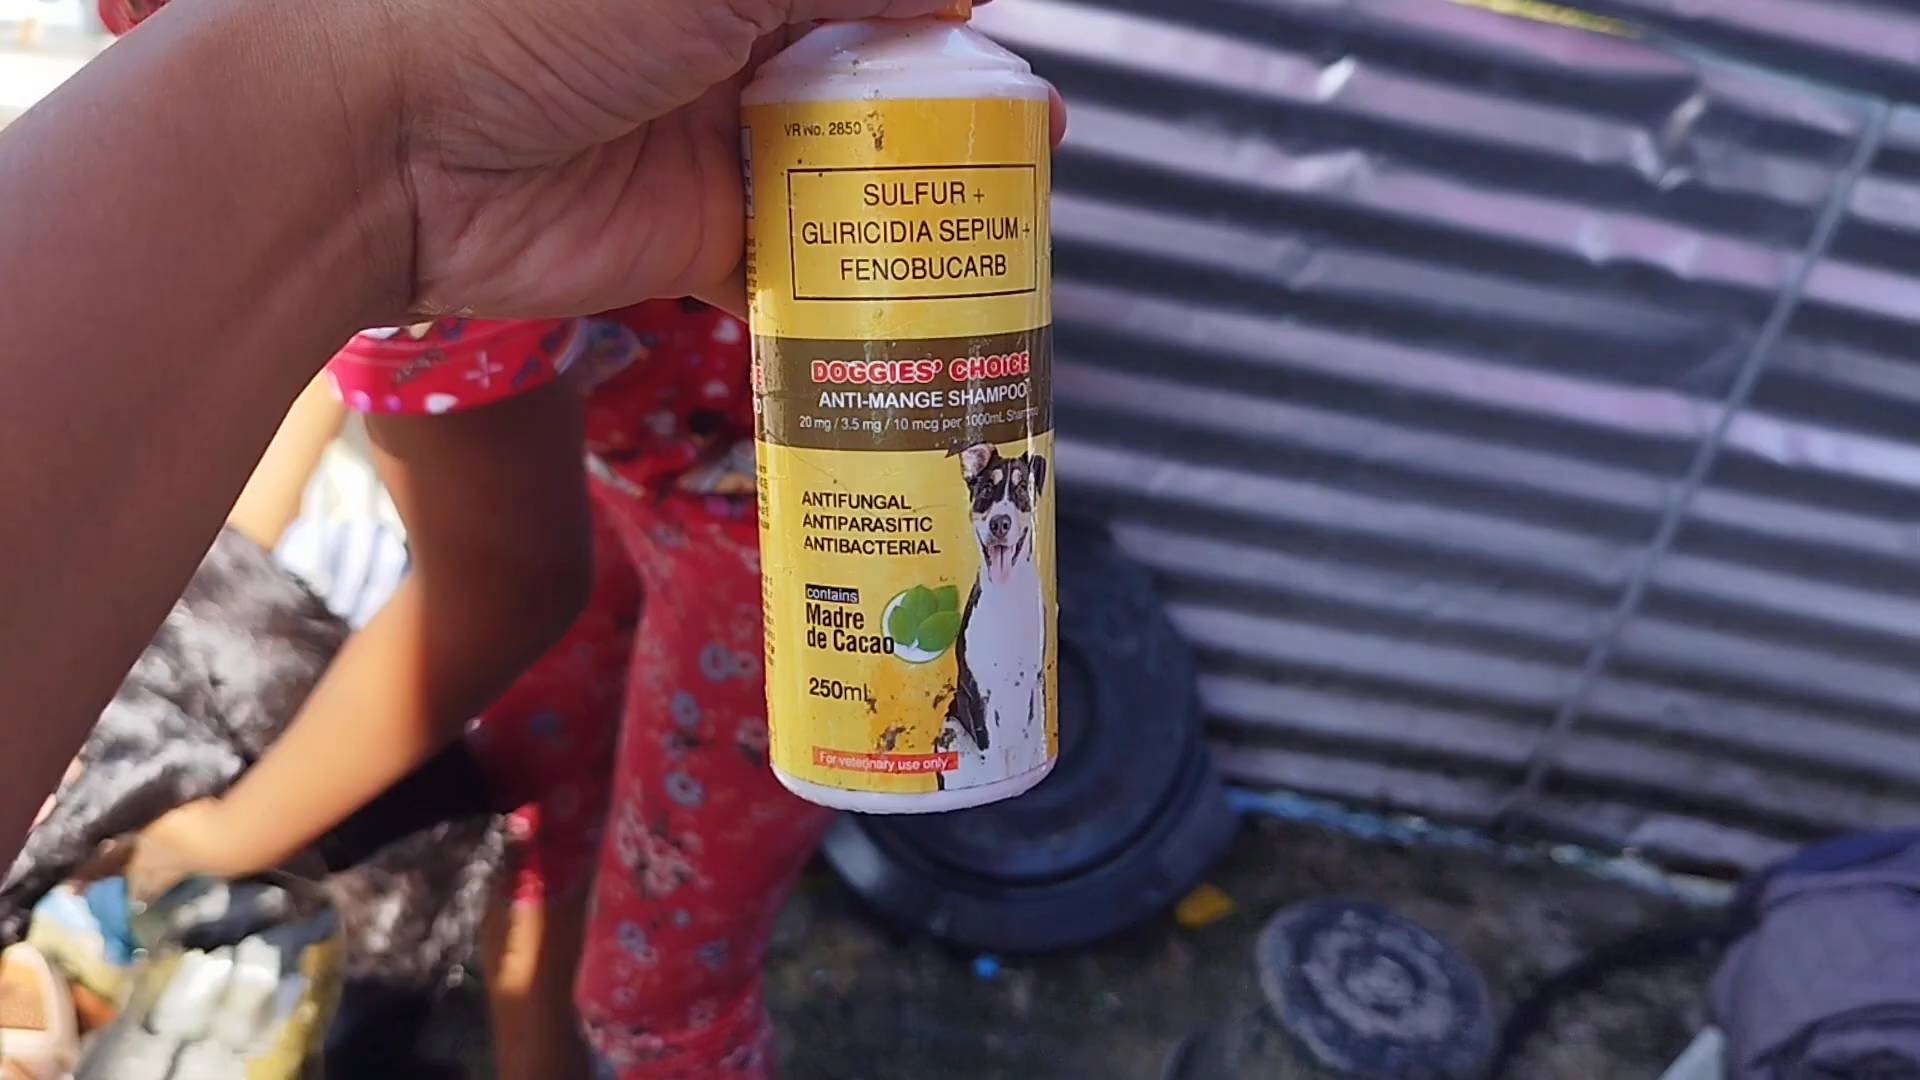 VR No. 2850
SULFUR +
GLIRICIDIA SEPIUM +
FENOBUCARB
DOGGIES' CHOICE
ANTI-MANGE SHAMPOO
20 mg / 3.5 mg / 10 mcg per 1000mL Shampoo
ANTIFUNGAL
ANTIPARASITIC
ANTIBACTERIAL
contains
Madre
de Cacao
250mL
For veterinary use only